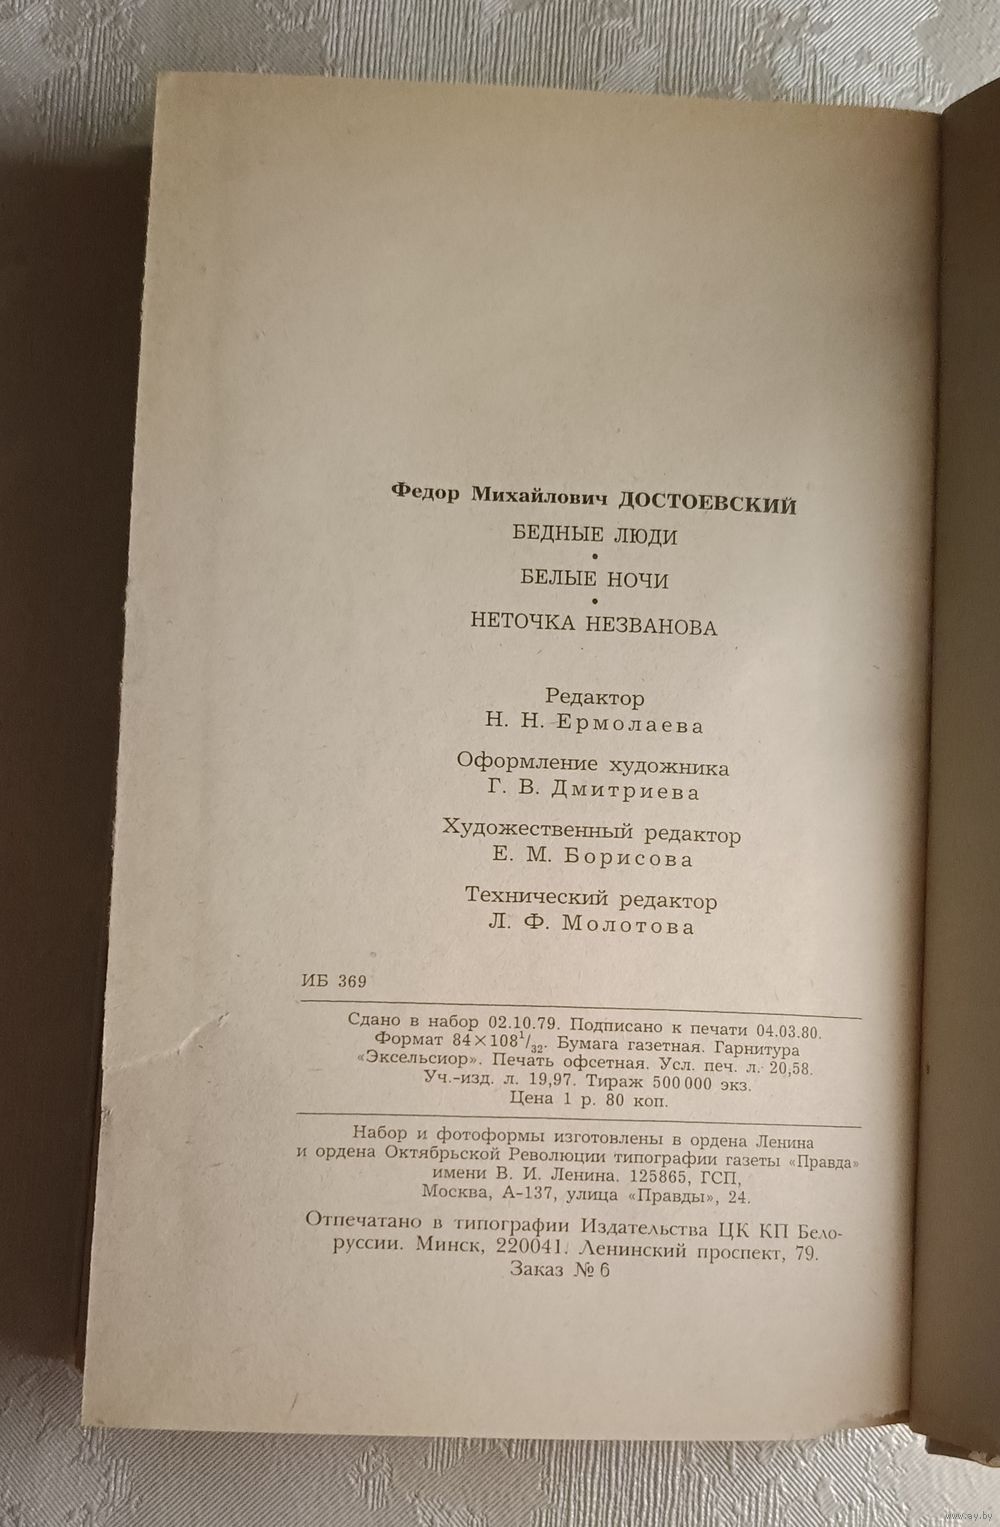 Федор Михайлович ДОСТОЕВСКИЙ
БЕДНЫЕ ЛЮДИ
•
БЕЛЫЕ НОЧИ
•
НЕТОЧКА НЕЗВАНОВА
Редактор
Н. Н. Ермолаева
Оформление художника
Г. В. Дмитриева
Художественный редактор
Е. М. Борисова
Технический редактор
Л. Ф. Молотова
ИБ 369
Сдано в набор 02.10.79. Подписано к печати 04.03.80.
Формат 84×108¹/₃₂. Бумага газетная. Гарнитура
«Эксельсиор». Печать офсетная. Усл. печ. л. 20,58.
Уч.-изд. л. 19,97. Тираж 500 000 экз.
Цена 1 р. 80 коп.
Набор и фотоформы изготовлены в ордена Ленина
и ордена Октябрьской Революции типографии газеты «Правда»
имени В. И. Ленина. 125865, ГСП,
Москва, А-137, улица «Правды», 24.
Отпечатано в типографии Издательства ЦК КП Бело-
руссии. Минск, 220041. Ленинский проспект, 79.
Заказ № 6
www.ay.by